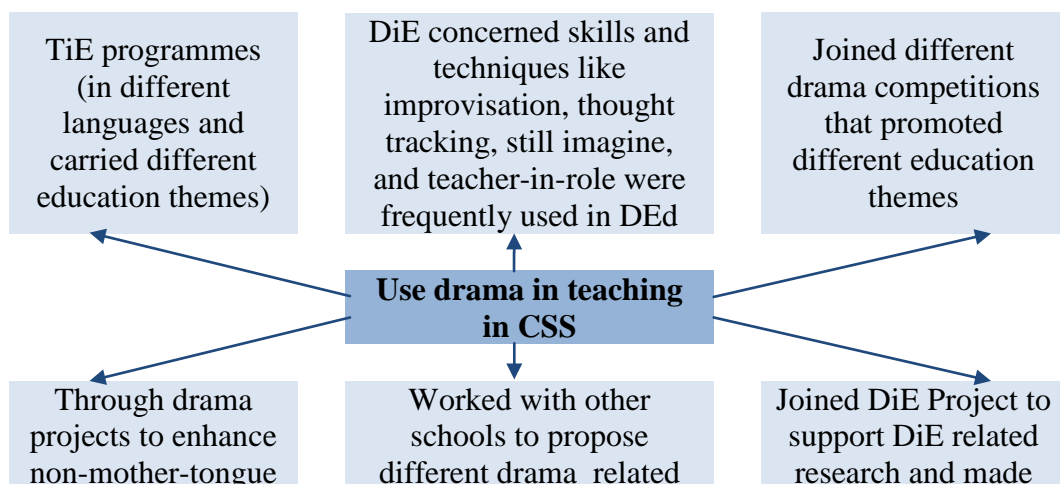 TiE programmes
(in different
languages and
carried different
education themes)
DiE concerned skills and
techniques like
improvisation, thought
tracking, still imagine,
and teacher-in-role were
frequently used in DEd
Joined different
drama competitions
that promoted
different education
themes
Use drama in teaching
in CSS
Through drama
projects to enhance
non-mother-tongue
Worked with other
schools to propose
different drama related
Joined DiE Project to
support DiE related
research and made